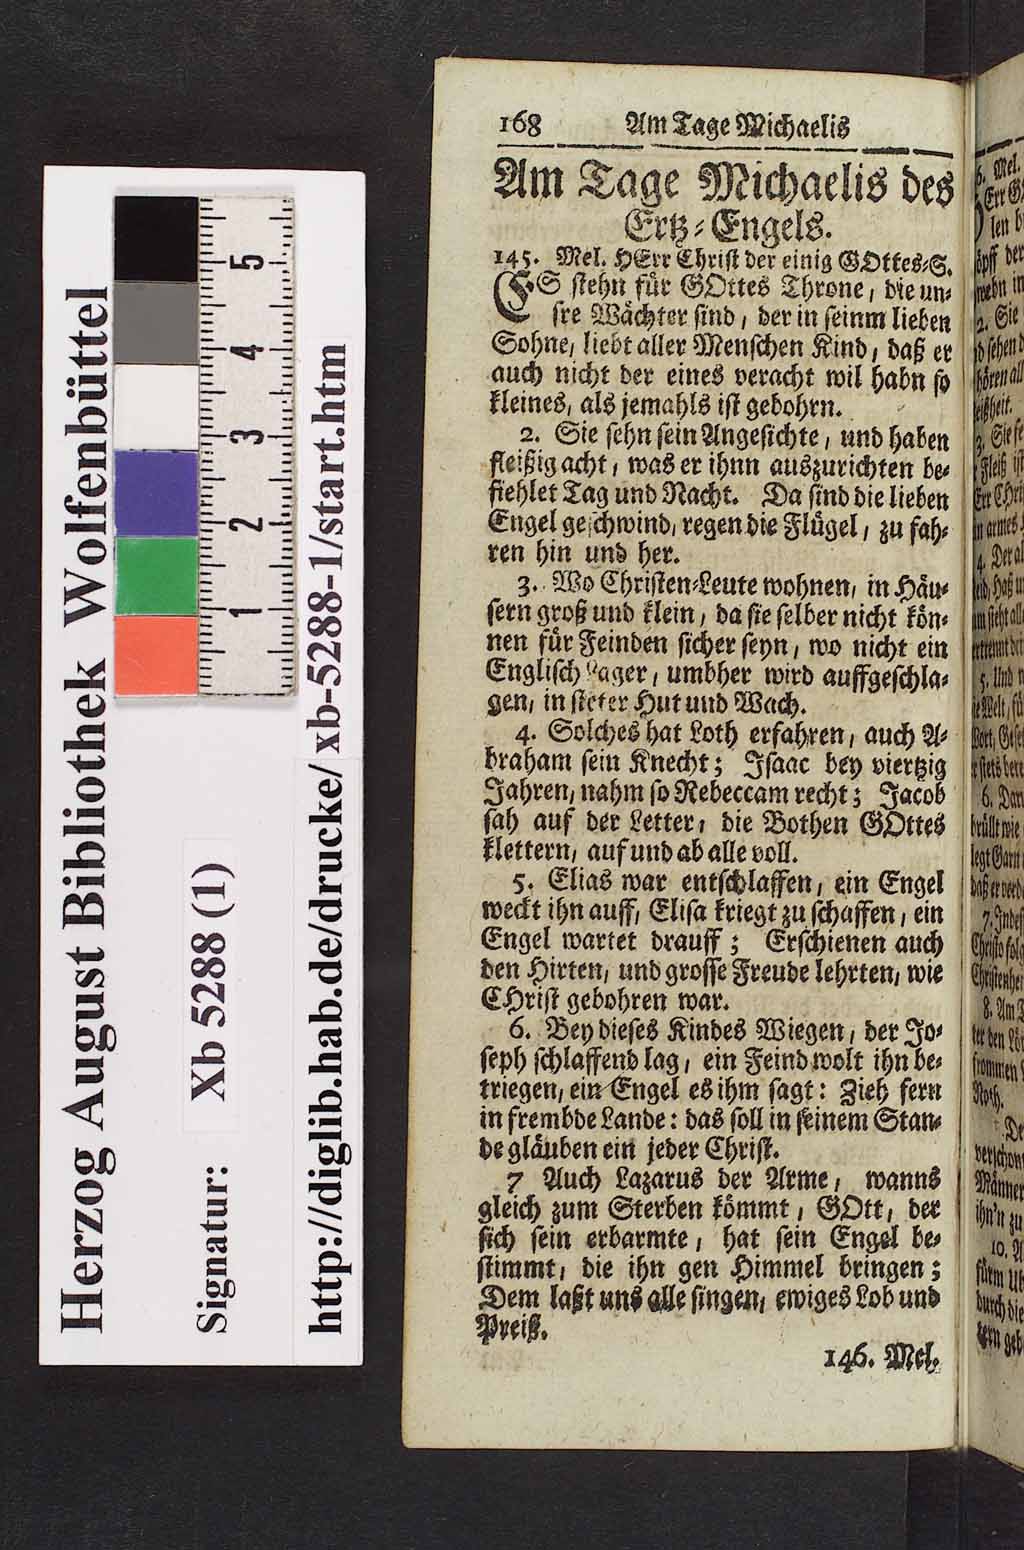 168 Am Tage Michaelis
Am Tage Michaelis des
Ertz-Engels.
145. Mel. HErr Christ der einig GOttes-S.
ES stehn für GOttes Throne, die un-
sre Wächter sind, der in seinm lieben
Sohne, liebt aller Menschen Kind, daß er
auch nicht der eines veracht wil habn so
kleines, als jemahls ist gebohrn.
2. Sie sehn sein Angesichte, und haben
fleißig acht, was er ihnn auszurichten be-
fiehlet Tag und Nacht. Da sind die lieben
Engel geschwind, regen die Flügel, zu fah-
ren hin und her.
3. Wo Christen-Leute wohnen, in Häu-
sern groß und klein, da sie selber nicht kön-
nen für Feinden sicher seyn, wo nicht ein
Englisch Lager, umbher wird auffgeschla-
gen, in steter Hut und Wach.
4. Solches hat Loth erfahren, auch A-
braham sein Knecht; Isaac bey viertzig
Jahren, nahm so Rebeccam recht; Jacob
sah auf der Letter, die Bothen GOttes
klettern, auf und ab alle voll.
5. Elias war entschlaffen, ein Engel
weckt ihn auff, Elisa kriegt zu schaffen, ein
Engel wartet drauff; Erschienen auch
den Hirten, und grosse Freude lehrten, wie
CHrist gebohren war.
6. Bey dieses Kindes Wiegen, der Jo-
seph schlaffend lag, ein Feind wolt ihn be-
triegen, ein Engel es ihm sagt: Zieh fern
in frembde Lande: das soll in seinem Stan-
de gläuben ein jeder Christ.
7 Auch Lazarus der Arme, wanns
gleich zum Sterben kömmt, GOtt, der
sich sein erbarmte, hat sein Engel be-
stimmt, die ihn gen Himmel bringen;
Dem laßt uns alle singen, ewiges Lob und
Preiß.
146. Mel.
Herzog August Bibliothek Wolfenbüttel
Signatur: Xb 5288 (1)
http://diglib.hab.de/drucke/ xb-5288-1/start.htm
5
4
3
2
1